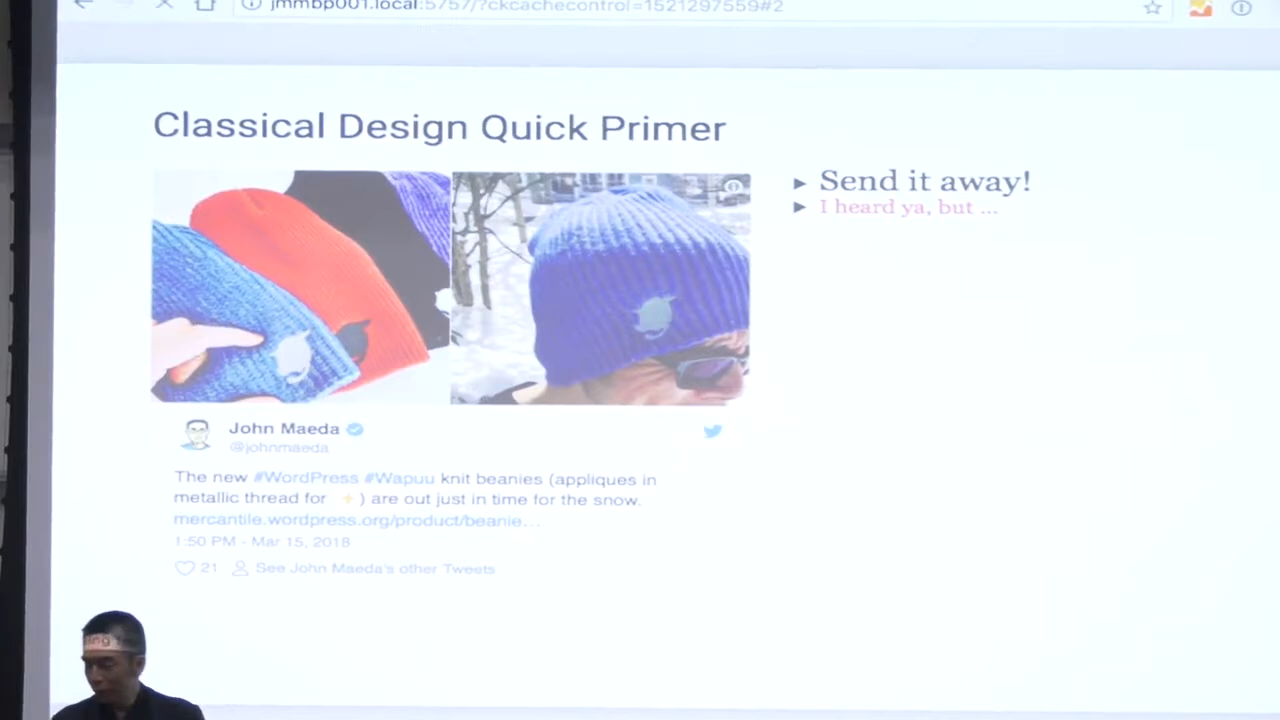 jmmbp001.local:5757/?ckcachecontrol=1521297559#2
Classical Design Quick Primer
► Send it away!
► I heard ya, but ...
John Maeda
@johnmaeda
The new #WordPress #Wapuu knit beanies (appliques in
metallic thread for ✨) are out just in time for the snow.
mercantile.wordpress.org/product/beanie...
1:50 PM - Mar 15, 2018
21 See John Maeda's other Tweets